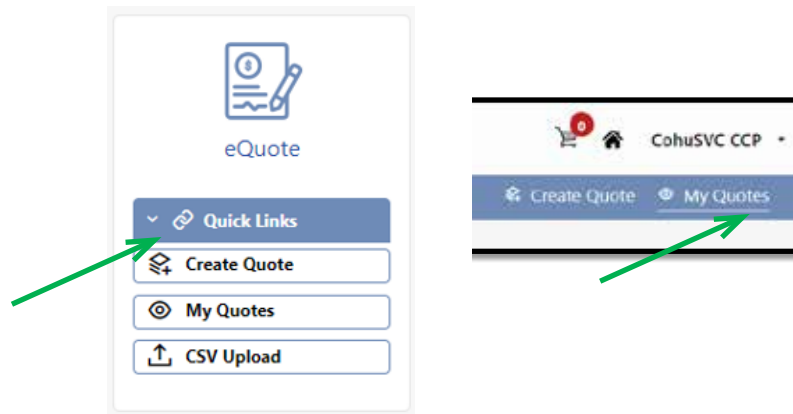 eQuote
Quick Links
Create Quote
My Quotes
CSV Upload
0
CohuSVC CCP
Create Quote My Quotes